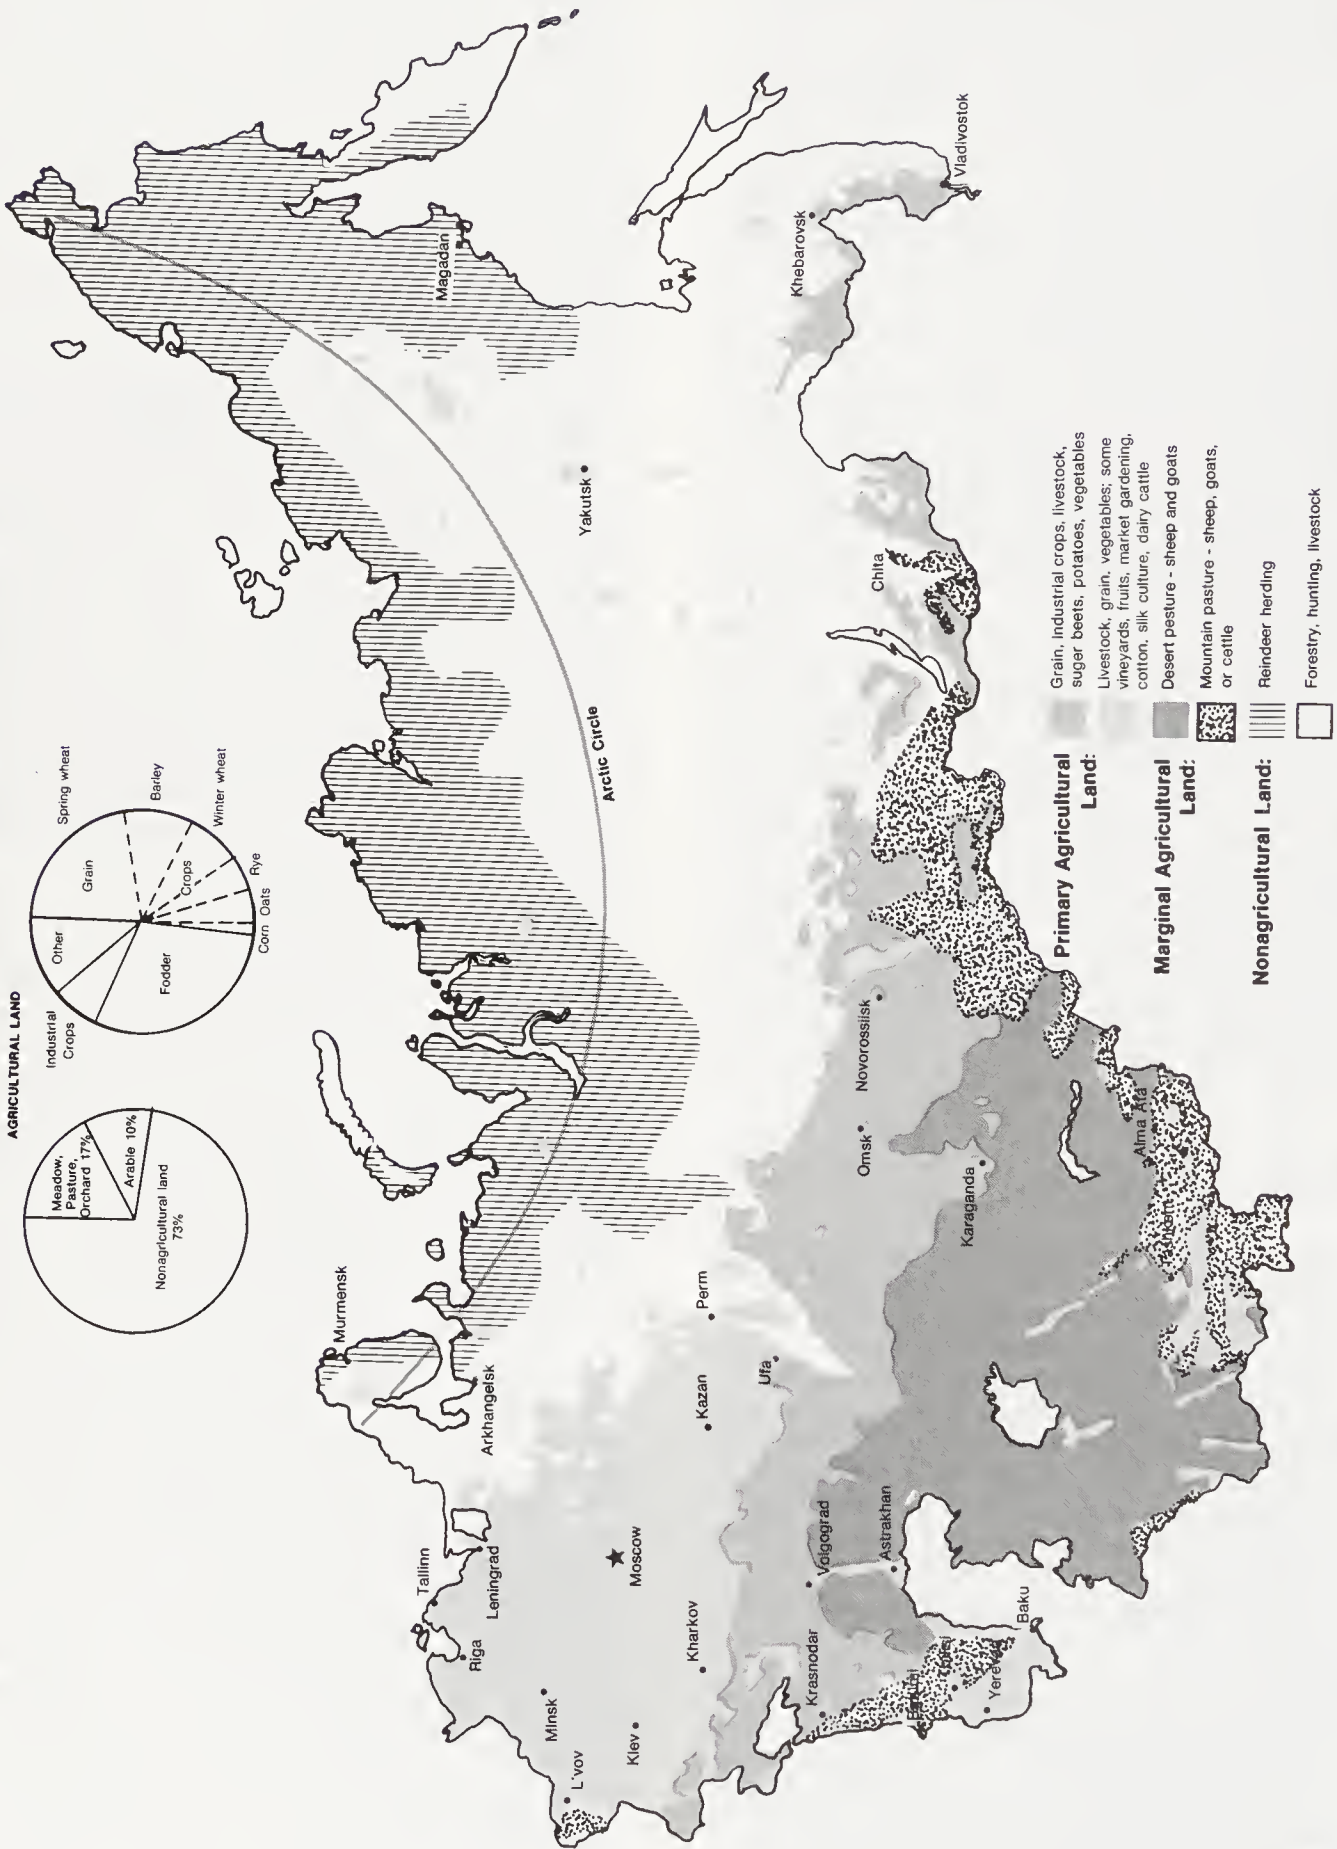 AGRICULTURAL LAND
Meadow,
Pasture,
Orchard 17%
Arable 10%
Nonagricultural land
73%
Spring wheat
Barley
Winter wheat
Rye
Oats
Corn
Grain
Crops
Other
Industrial
Crops
Fodder
Murmensk
Arkhangelsk
Tallinn
Leningrad
Riga
Minsk
L'vov
Kiev
Moscow
Kharkov
Kazan
Perm
Ufa
Volgograd
Astrakhan
Krasnodar
Baku
Yerevan
Omsk
Novorossiisk
Karaganda
Alma Ata
Arctic Circle
Yakutsk
Magadan
Chita
Khebarovsk
Vladivostok
Primary Agricultural
Land:
Grain, industrial crops, livestock,
suger beets, potatoes, vegetables
Livestock, grain, vegetables; some
vineyards, fruits, market gardening,
cotton, silk culture, dairy cattle
Marginal Agricultural
Land:
Desert pesture - sheep and goats
Mountain pasture - sheep, goats,
or cettle
Nonagricultural Land:
Reindeer herding
Forestry, hunting, livestock